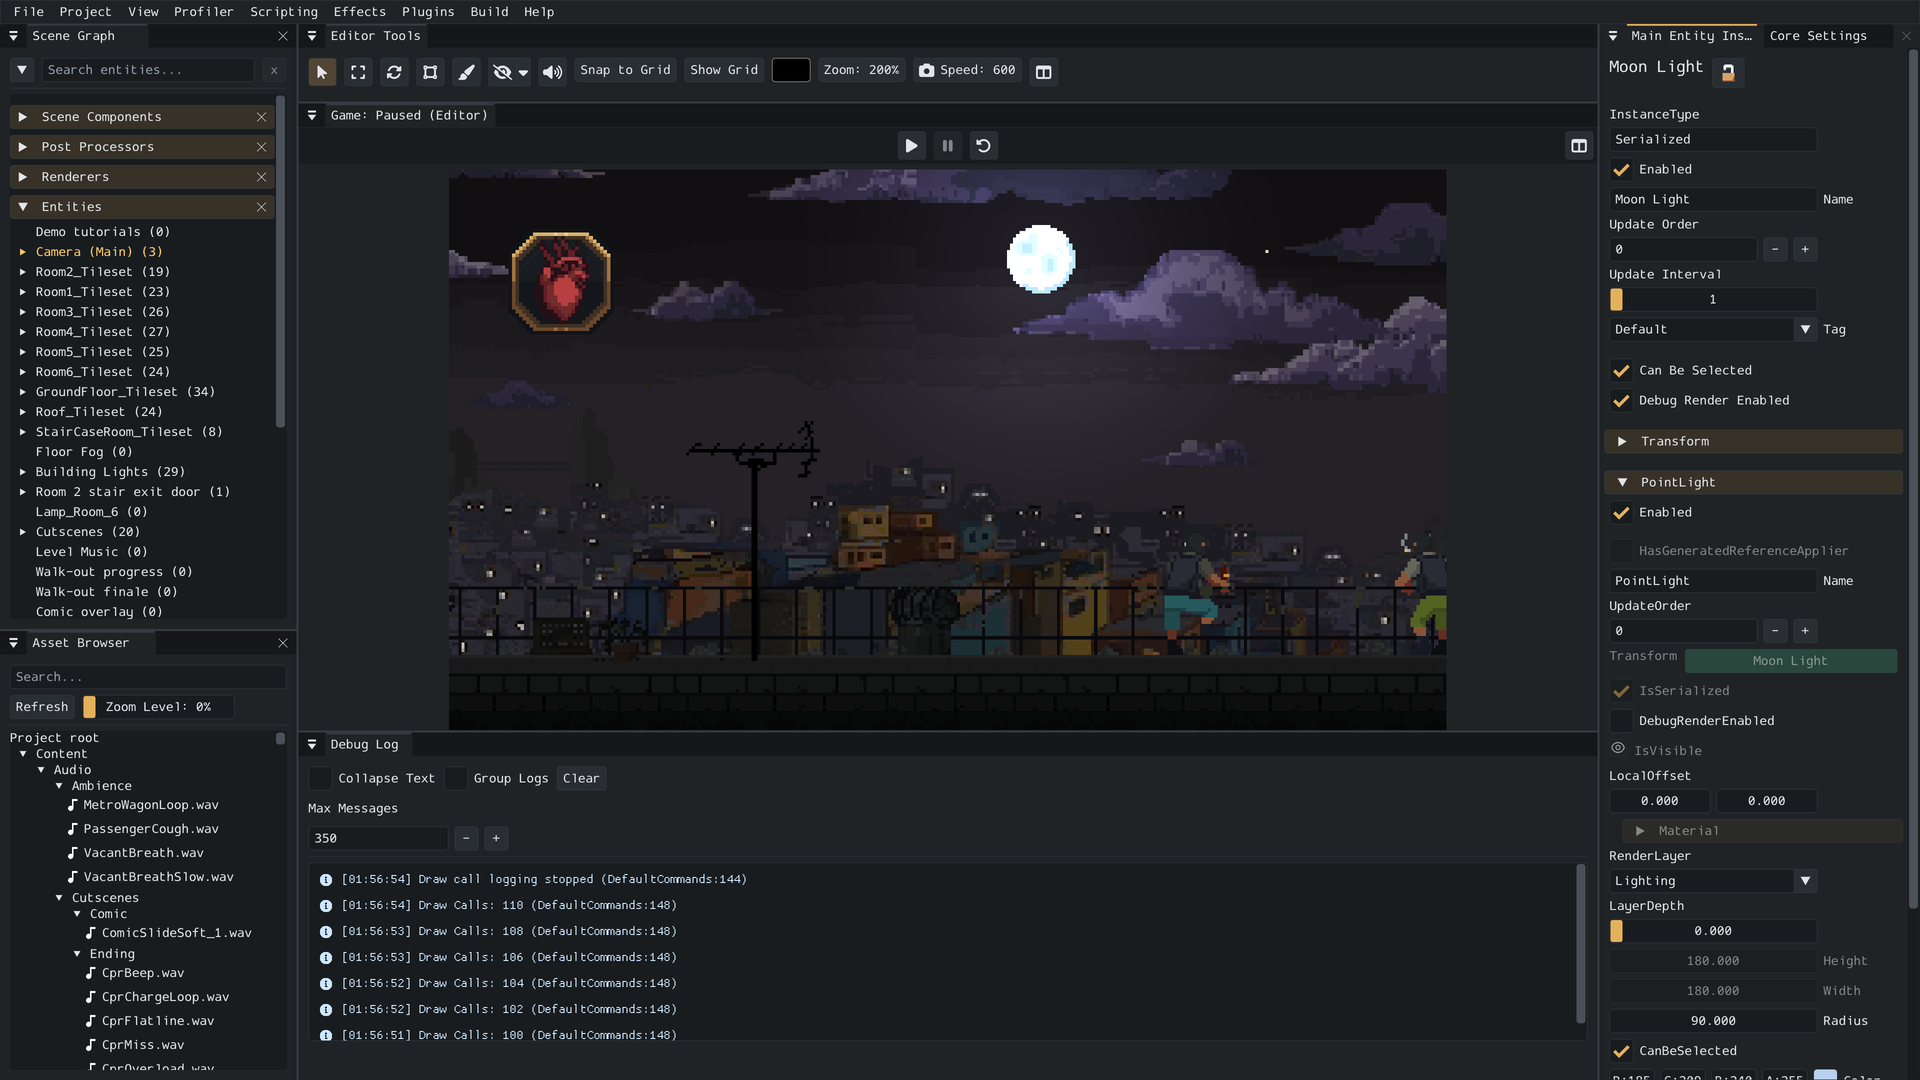 File Project View Profiler Scripting Effects Plugins Build Help
Scene Graph
Search entities...
x
Scene Components
Post Processors
Renderers
Entities
Demo tutorials (0)
Camera (Main) (3)
Room2_Tileset (19)
Room1_Tileset (23)
Room3_Tileset (26)
Room4_Tileset (27)
Room5_Tileset (25)
Room6_Tileset (24)
GroundFloor_Tileset (34)
Roof_Tileset (24)
StairCaseRoom_Tileset (8)
Floor Fog (0)
Building Lights (29)
Room 2 stair exit door (1)
Lamp_Room_6 (0)
Cutscenes (20)
Level Music (0)
Walk-out progress (0)
Walk-out finale (0)
Comic overlay (0)
Asset Browser
Search...
Refresh Zoom Level: 0%
Project root
Content
Audio
Ambience
MetroWagonLoop.wav
PassengerCough.wav
VacantBreath.wav
VacantBreathSlow.wav
Cutscenes
Comic
ComicSlideSoft_1.wav
Ending
CprBeep.wav
CprChargeLoop.wav
CprFlatline.wav
CprMiss.wav
CprOverload.wav
Editor Tools
Snap to Grid Show Grid Zoom: 200% Speed: 600
Game: Paused (Editor)
Debug Log
Collapse Text Group Logs Clear
Max Messages
350 - +
[01:56:54] Draw call logging stopped (DefaultCommands:144)
[01:56:54] Draw Calls: 110 (DefaultCommands:148)
[01:56:53] Draw Calls: 108 (DefaultCommands:148)
[01:56:53] Draw Calls: 106 (DefaultCommands:148)
[01:56:52] Draw Calls: 104 (DefaultCommands:148)
[01:56:52] Draw Calls: 102 (DefaultCommands:148)
[01:56:51] Draw Calls: 100 (DefaultCommands:148)
Main Entity Ins... Core Settings
Moon Light
InstanceType
Serialized
Enabled
Moon Light Name
Update Order
0 - +
Update Interval
1
Default Tag
Can Be Selected
Debug Render Enabled
Transform
PointLight
Enabled
HasGeneratedReferenceApplier
PointLight Name
UpdateOrder
0 - +
Transform Moon Light
IsSerialized
DebugRenderEnabled
IsVisible
LocalOffset
0.000 0.000
Material
RenderLayer
Lighting
LayerDepth
0.000
180.000 Height
180.000 Width
90.000 Radius
CanBeSelected